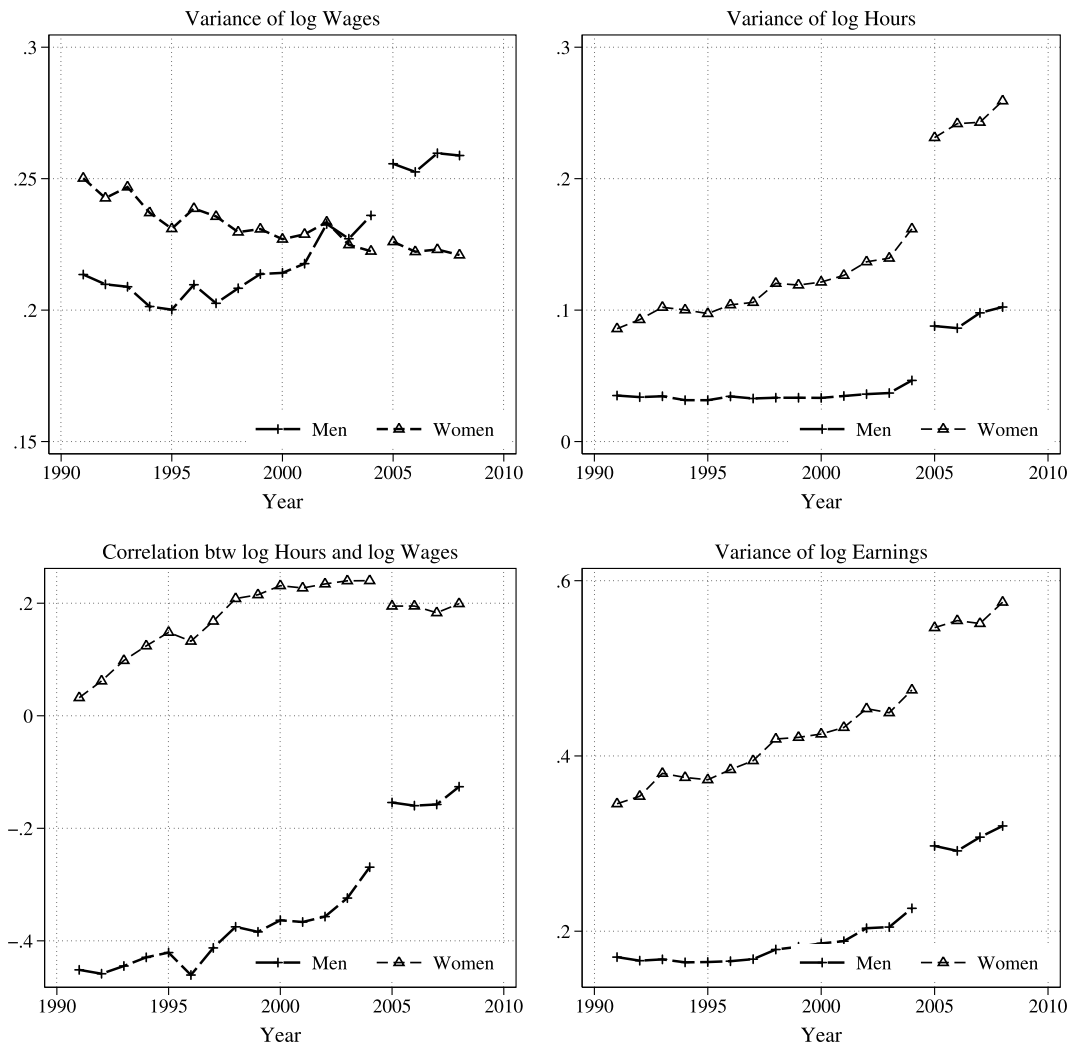 Variance of log Wages
.3
.25
.2
.15
1990 1995 2000 2005 2010
Year
Men Women
Variance of log Hours
.3
.2
.1
0
1990 1995 2000 2005 2010
Year
Men Women
Correlation btw log Hours and log Wages
.2
0
−.2
−.4
1990 1995 2000 2005 2010
Year
Men Women
Variance of log Earnings
.6
.4
.2
1990 1995 2000 2005 2010
Year
Men Women